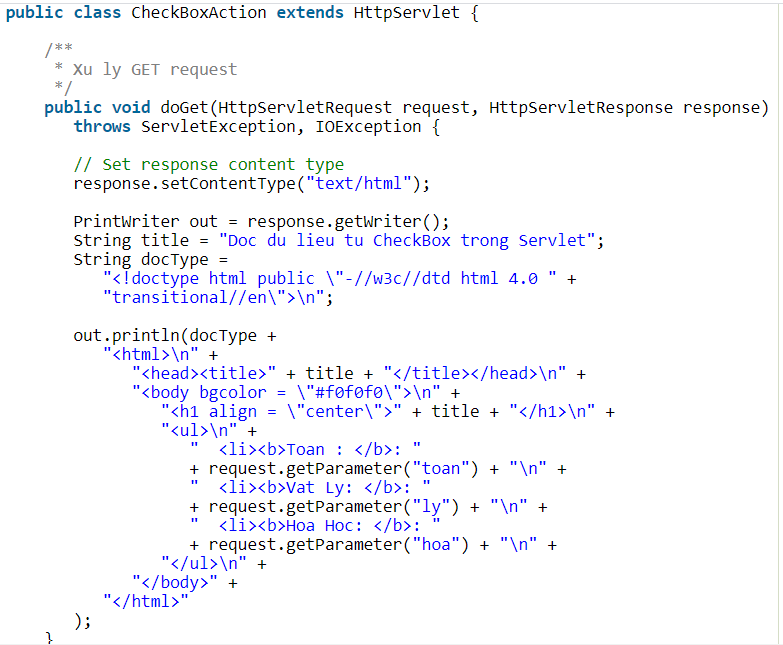 public class CheckBoxAction extends HttpServlet {
/**
* Xu ly GET request
*/
public void doGet(HttpServletRequest request, HttpServletResponse response)
throws ServletException, IOException {
// Set response content type
response.setContentType("text/html");
PrintWriter out = response.getWriter();
String title = "Doc du lieu tu CheckBox trong Servlet";
String docType =
"<!doctype html public \"-//w3c//dtd html 4.0 " +
"transitional//en\">\n";
out.println(docType +
"<html>\n" +
"<head><title>" + title + "</title></head>\n" +
"<body bgcolor = \"#f0f0f0\">\n" +
"<h1 align = \"center\">" + title + "</h1>\n" +
"<ul>\n" +
"  <li><b>Toan : </b>: "
+ request.getParameter("toan") + "\n" +
"  <li><b>Vat Ly: </b>: "
+ request.getParameter("ly") + "\n" +
"  <li><b>Hoa Hoc: </b>: "
+ request.getParameter("hoa") + "\n" +
"</ul>\n" +
"</body>" +
"</html>"
);
}